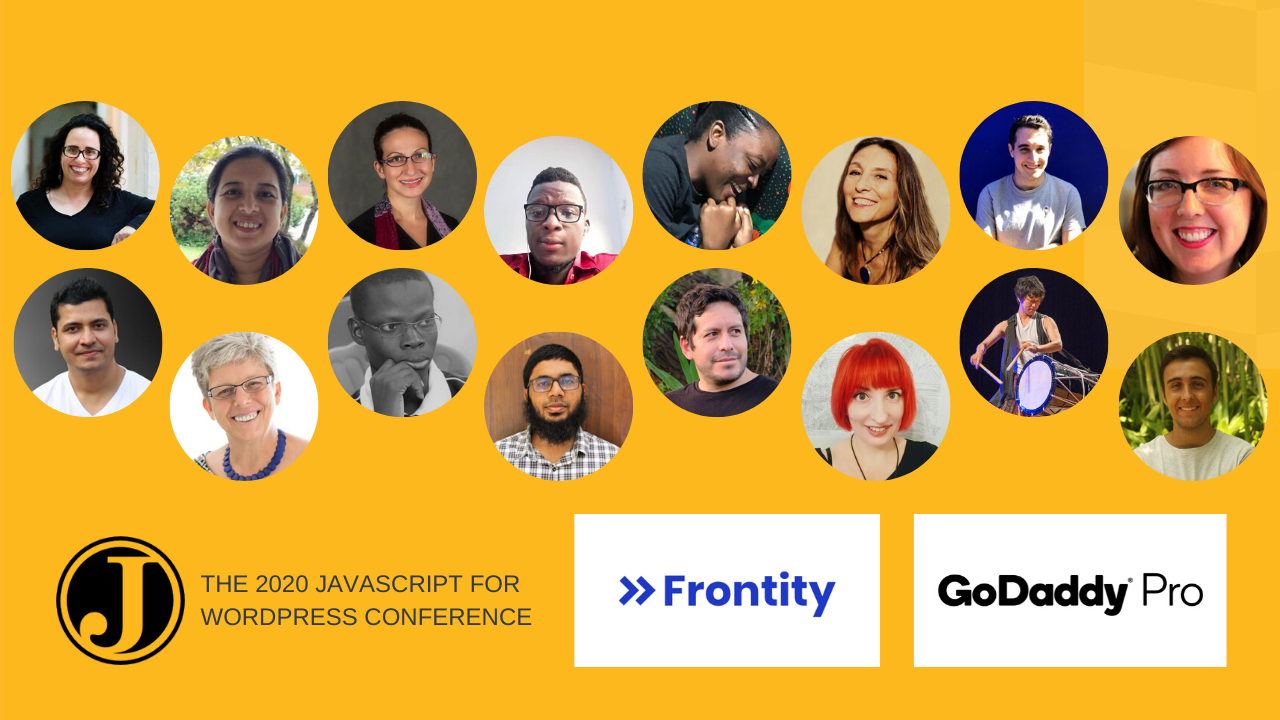 J
THE 2020 JAVASCRIPT FOR
WORDPRESS CONFERENCE
Frontity
GoDaddy® Pro